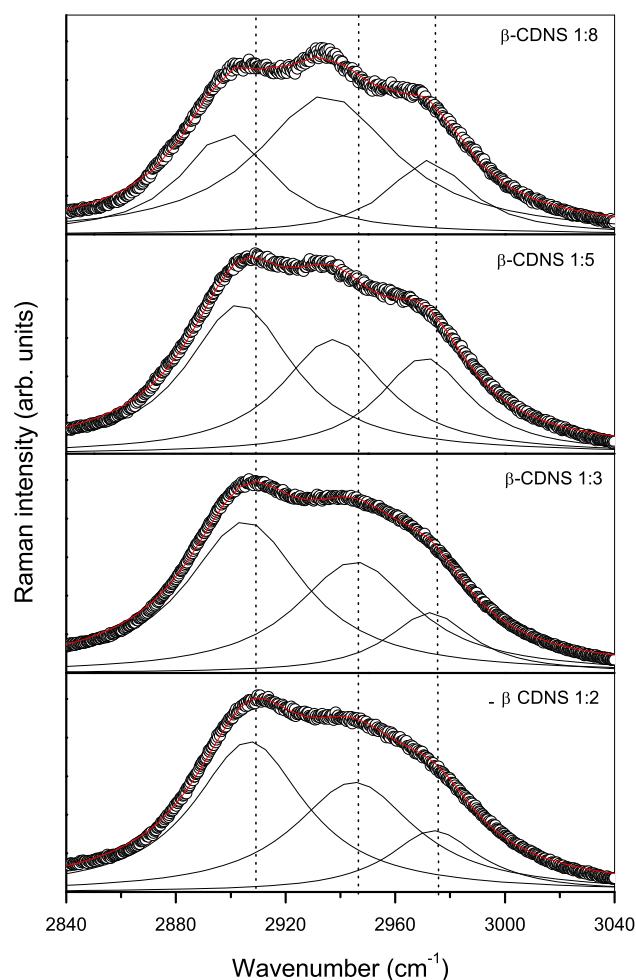 β-CDNS 1:8
β-CDNS 1:5
β-CDNS 1:3
- β CDNS 1:2
Raman intensity (arb. units)
2840 2880 2920 2960 3000 3040
Wavenumber (cm⁻¹)